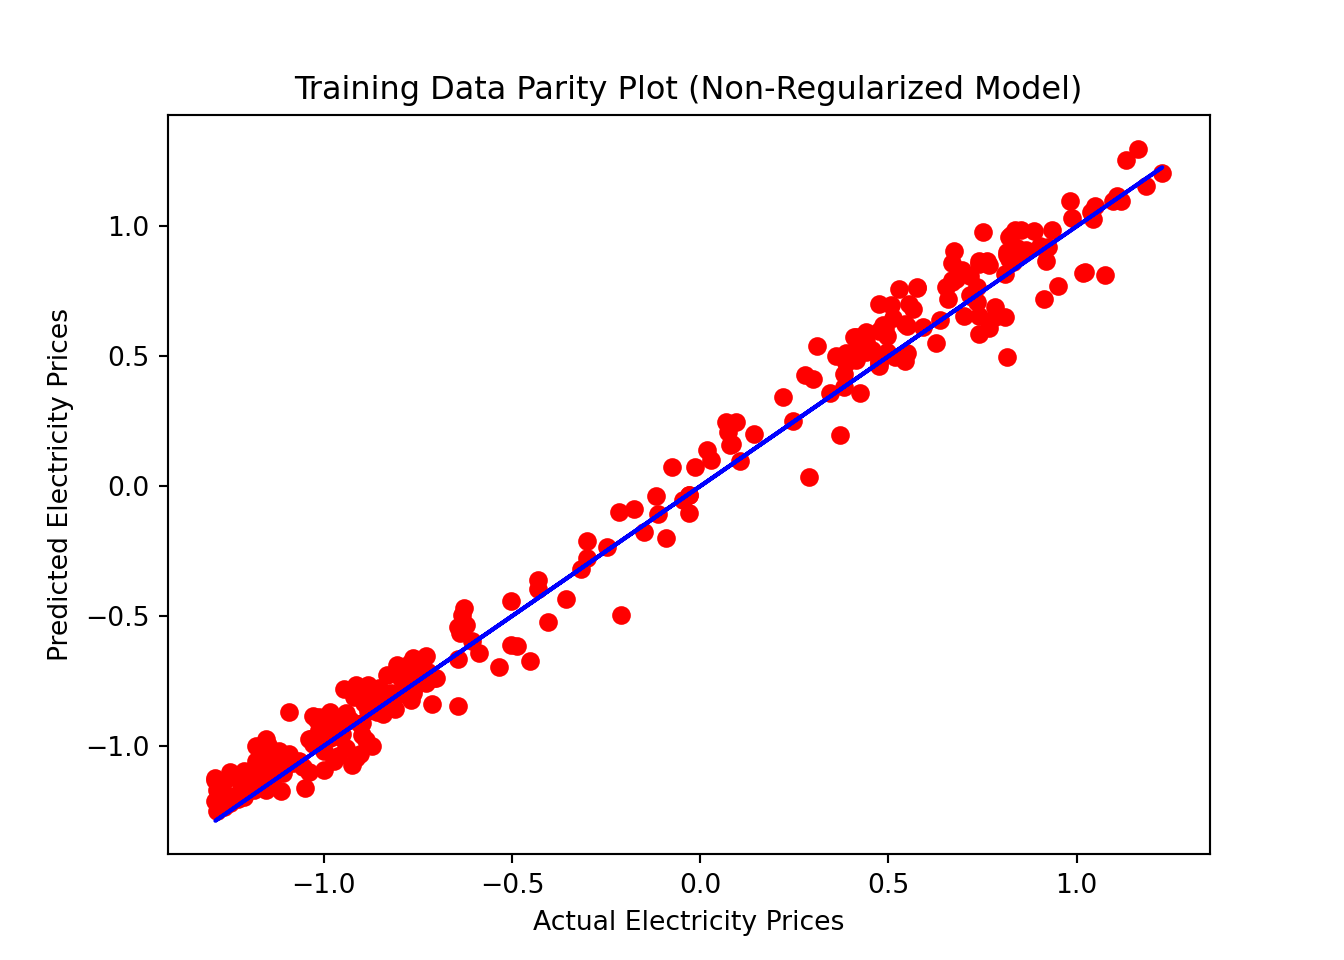 Training Data Parity Plot (Non-Regularized Model)
Predicted Electricity Prices
1.0
0.5
0.0
−0.5
−1.0
−1.0 −0.5 0.0 0.5 1.0
Actual Electricity Prices